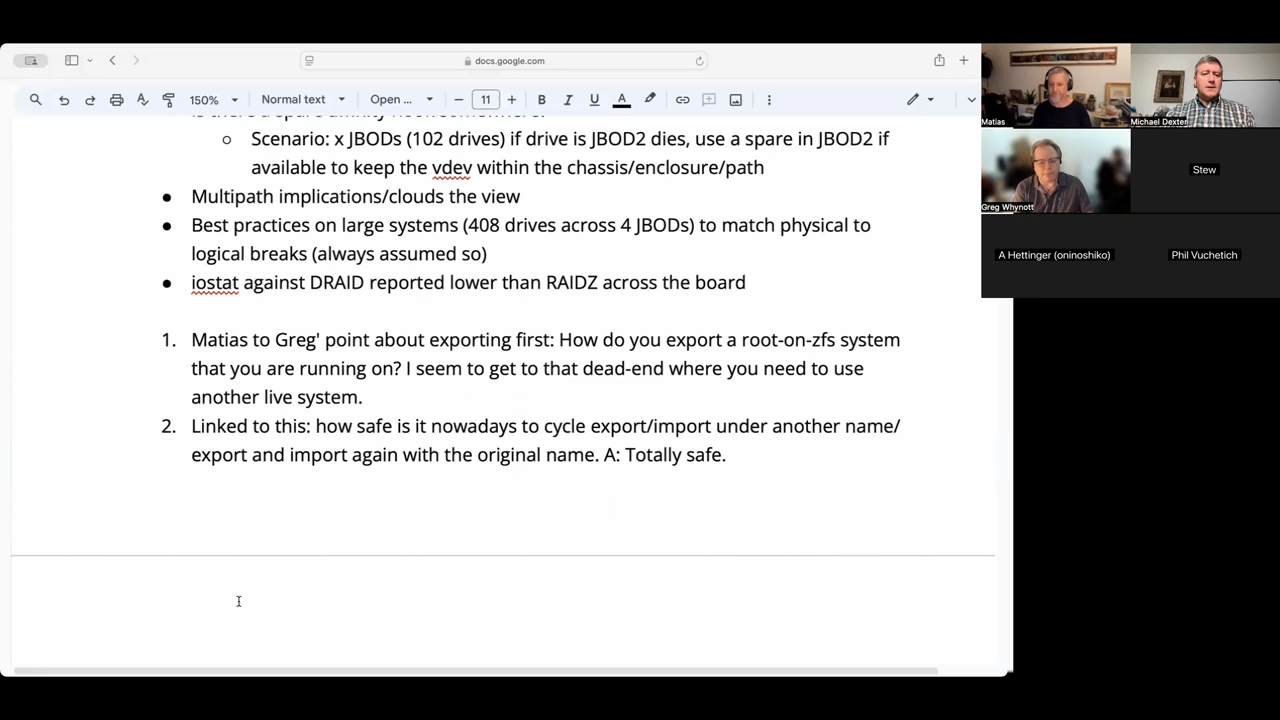 docs.google.com
150%
Normal text
Open ...
11
B
I
U
A
is there a spare affinity
Scenario: x JBODs (102 drives) if drive is JBOD2 dies, use a spare in JBOD2 if
available to keep the vdev within the chassis/enclosure/path
Multipath implications/clouds the view
Best practices on large systems (408 drives across 4 JBODs) to match physical to
logical breaks (always assumed so)
iostat against DRAID reported lower than RAIDZ across the board
1. Matias to Greg' point about exporting first: How do you export a root-on-zfs system
that you are running on? I seem to get to that dead-end where you need to use
another live system.
2. Linked to this: how safe is it nowadays to cycle export/import under another name/
export and import again with the original name. A: Totally safe.
Matias
Michael Dexter
Greg Whynott
Stew
A Hettinger (oninoshiko)
Phil Vuchetich